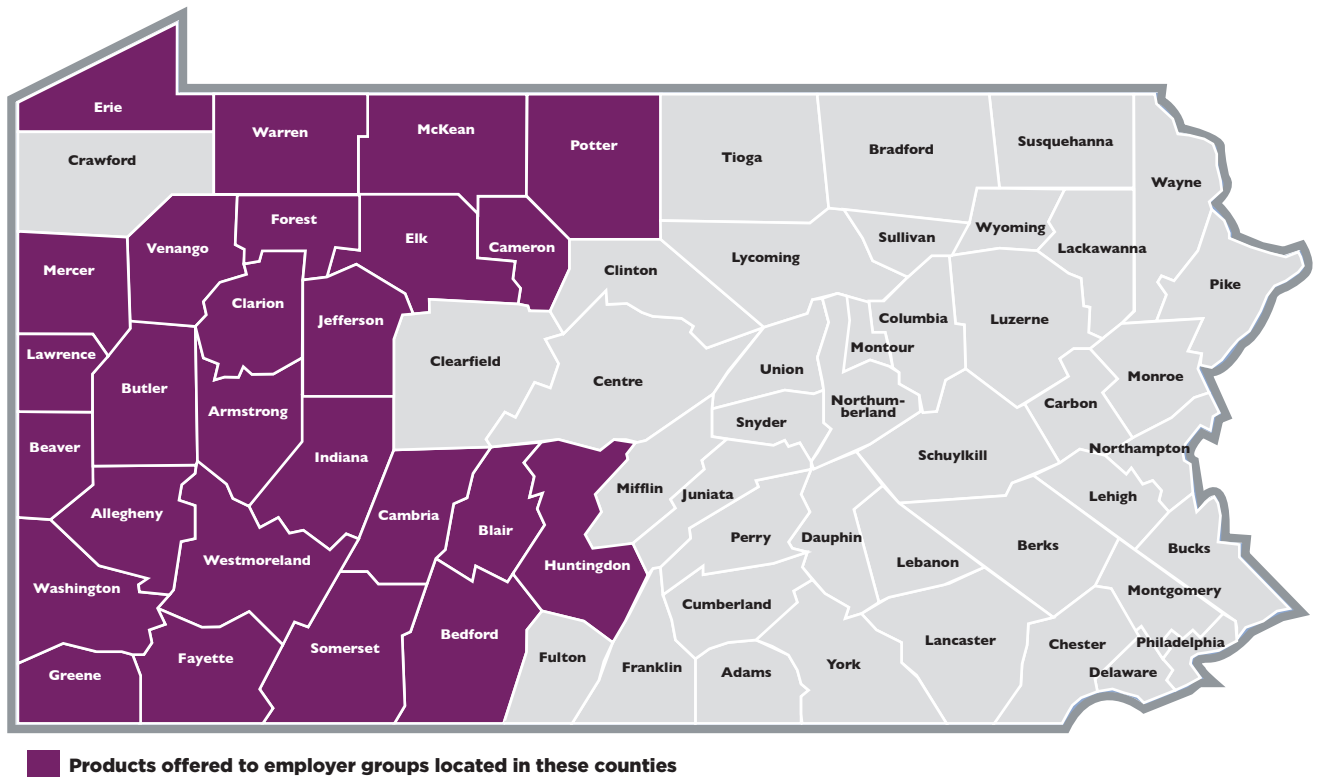 Erie
Warren
McKean
Potter
Crawford
Tioga
Bradford
Susquehanna
Wayne
Venango
Forest
Elk
Cameron
Mercer
Clinton
Lycoming
Sullivan
Wyoming
Lackawanna
Pike
Clarion
Jefferson
Lawrence
Butler
Armstrong
Clearfield
Centre
Union
Columbia
Montour
Luzerne
Monroe
Carbon
Northum-
berland
Snyder
Beaver
Indiana
Schuylkill
Northampton
Lehigh
Mifflin
Juniata
Allegheny
Cambria
Blair
Westmoreland
Huntingdon
Perry
Dauphin
Lebanon
Berks
Bucks
Washington
Montgomery
Cumberland
Bedford
Somerset
Fayette
Greene
Fulton
Franklin
Adams
York
Lancaster
Chester
Philadelphia
Delaware
Products offered to employer groups located in these counties